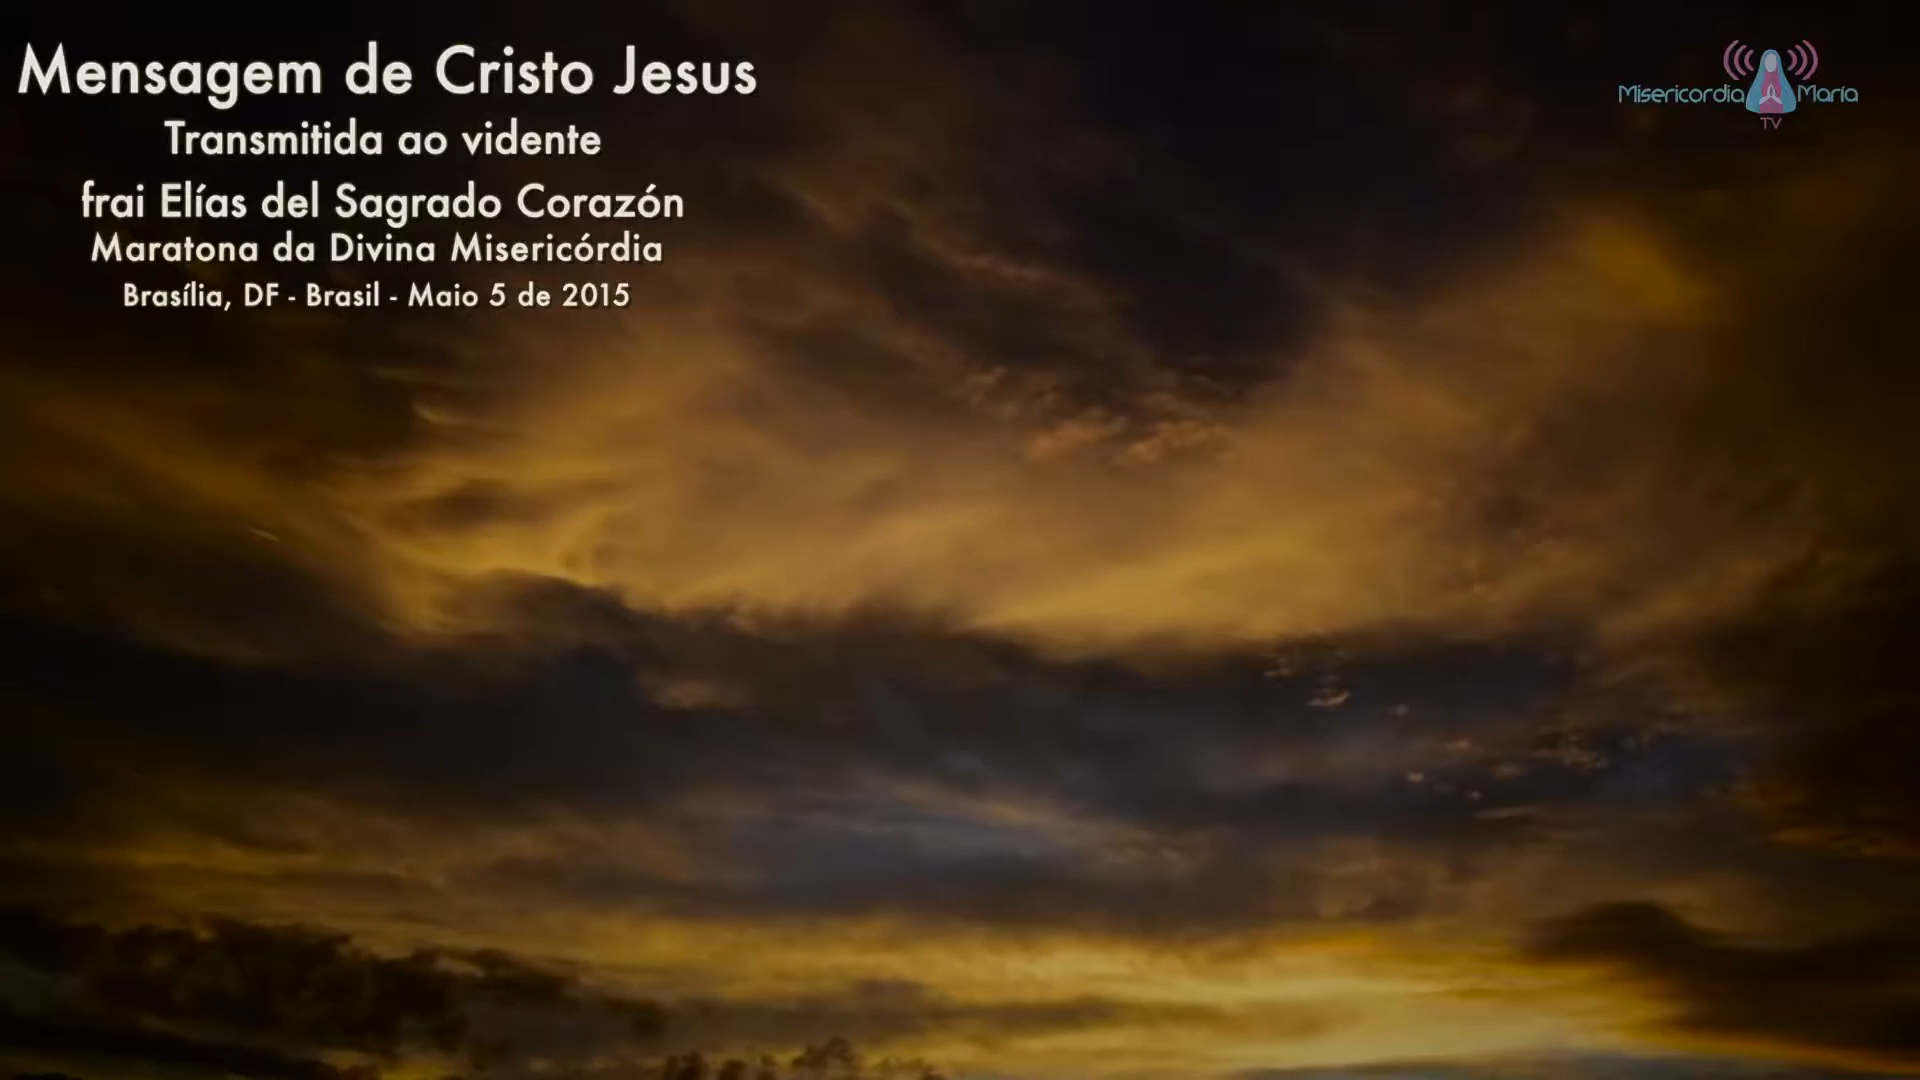 Mensagem de Cristo Jesus
Transmitida ao vidente
frai Elías del Sagrado Corazón
Maratona da Divina Misericórdia
Brasília, DF - Brasil - Maio 5 de 2015
Misericordia María
TV